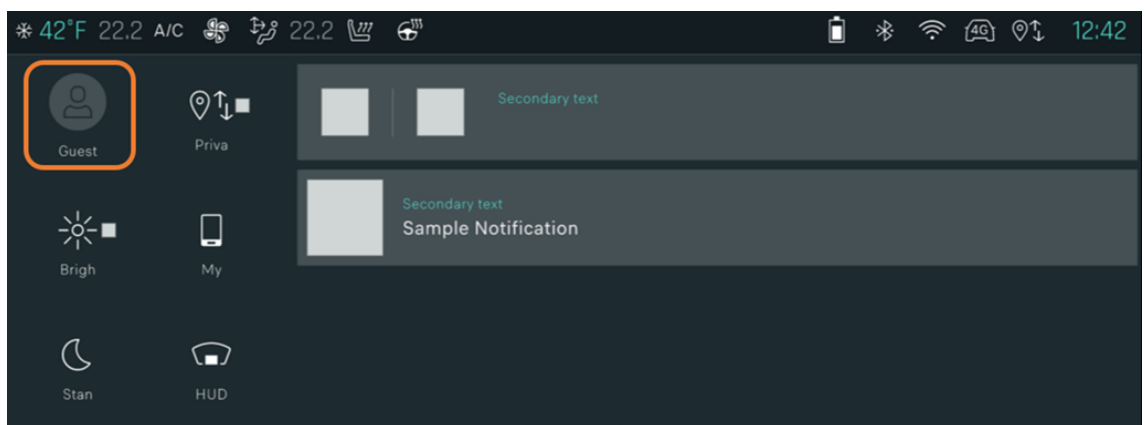 42°F 22.2 A/C 22.2 4G 12:42
Guest
Priva
Secondary text
Secondary text
Sample Notification
Brigh
My
Stan
HUD